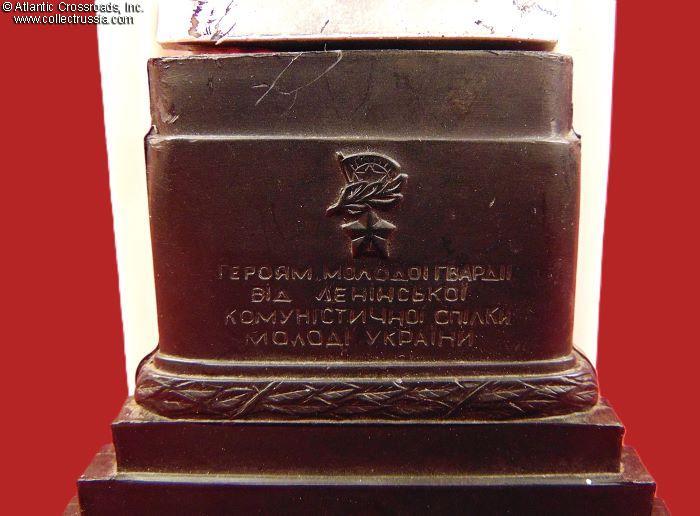 © Atlantic Crossroads, Inc.
www.collectrussia.com
ГЕРОЯМ МОЛОДОЇ ГВАРДІЇ
ВІД ЛЕНІНСЬКОЇ
КОМУНІСТИЧНОЇ СПІЛКИ
МОЛОДІ УКРАЇНИ